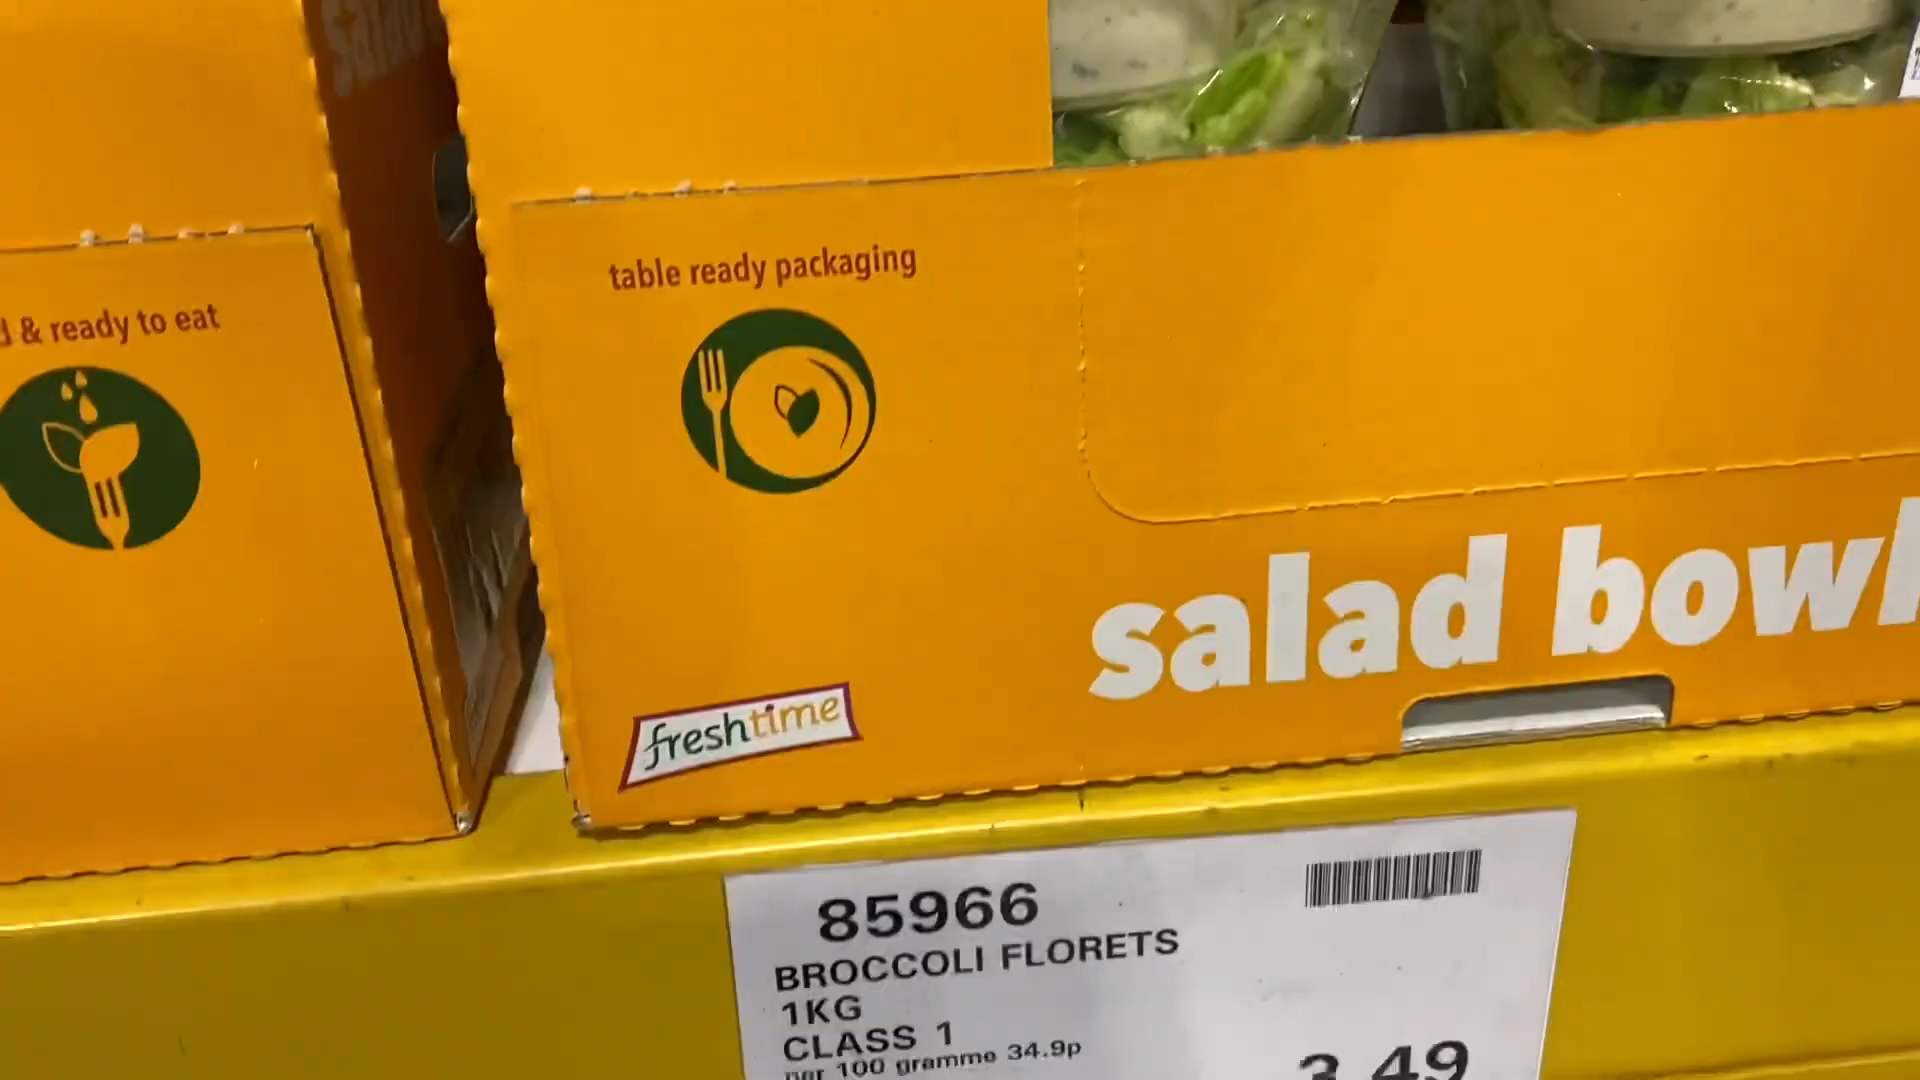 salad
& ready to eat
table ready packaging
freshtime
salad bowl
85966
BROCCOLI FLORETS
1KG
CLASS 1
per 100 gramme 34.9p
3.49